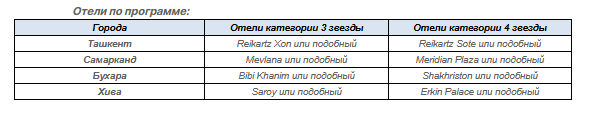 Отели по программе:
Города Отели категории 3 звезды Отели категории 4 звезды
Ташкент Reikartz Xon или подобный Reikartz Sote или подобный
Самарканд Mevlana или подобный Meridian Plaza или подобный
Бухара Bibi Khanim или подобный Shakhriston или подобный
Хива Saroy или подобный Erkin Palace или подобный